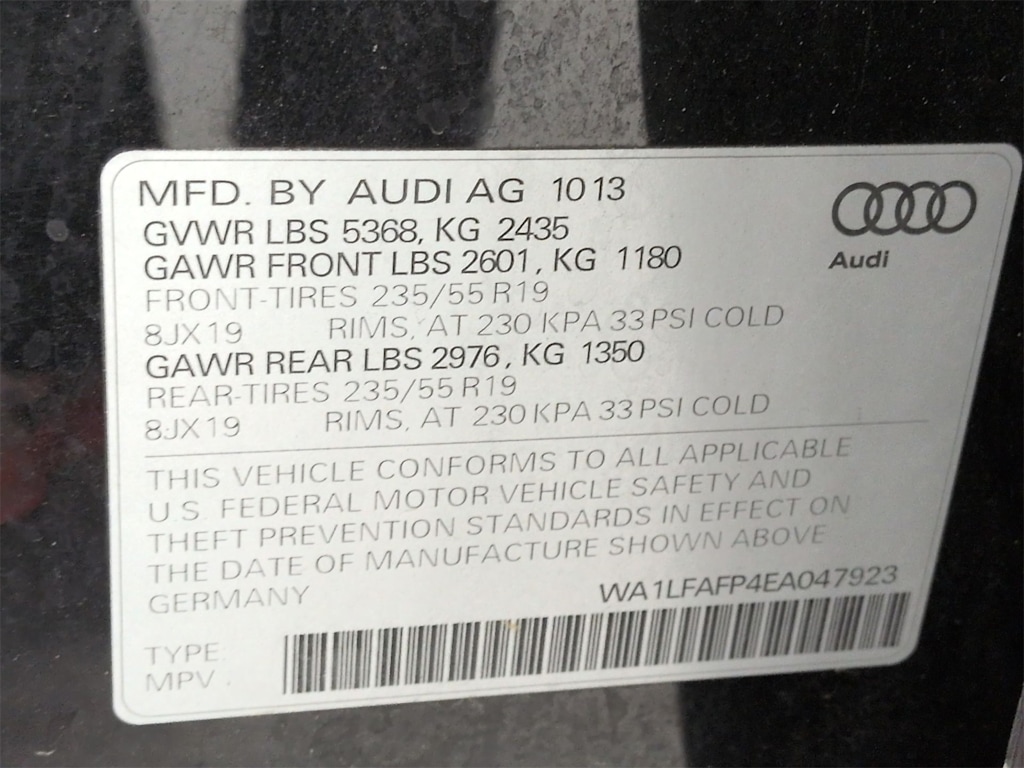 MFD. BY AUDI AG 10 13
GVWR LBS 5368, KG 2435
GAWR FRONT LBS 2601, KG 1180
FRONT-TIRES 235/55 R19
8JX19 RIMS, AT 230 KPA 33 PSI COLD
GAWR REAR LBS 2976, KG 1350
REAR-TIRES 235/55 R19
8JX19 RIMS, AT 230 KPA 33 PSI COLD
Audi
THIS VEHICLE CONFORMS TO ALL APPLICABLE
U.S. FEDERAL MOTOR VEHICLE SAFETY AND
THEFT PREVENTION STANDARDS IN EFFECT ON
THE DATE OF MANUFACTURE SHOWN ABOVE
GERMANY WA1LFAFP4EA047923
TYPE:
MPV